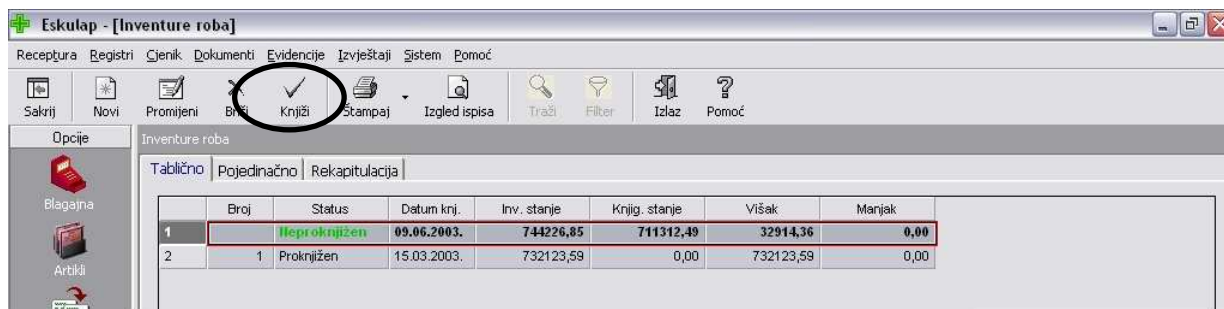 Eskulap - [Inventure roba]
Receptura Registri Cjenik Dokumenti Evidencije Izvještaji Sistem Pomoć
Sakrij Novi Promijeni Briši Knjiži Štampaj Izgled ispisa Traži Filter Izlaz Pomoć
Opcije Inventure roba
Tablično Pojedinačno Rekapitulacija
Blagajna
Artikli
Broj Status Datum knj. Inv. stanje Knjig. stanje Višak Manjak
1 Neproknjižen 09.06.2003. 744226,85 711312,49 32914,36 0,00
2 1 Proknjižen 15.03.2003. 732123,59 0,00 732123,59 0,00